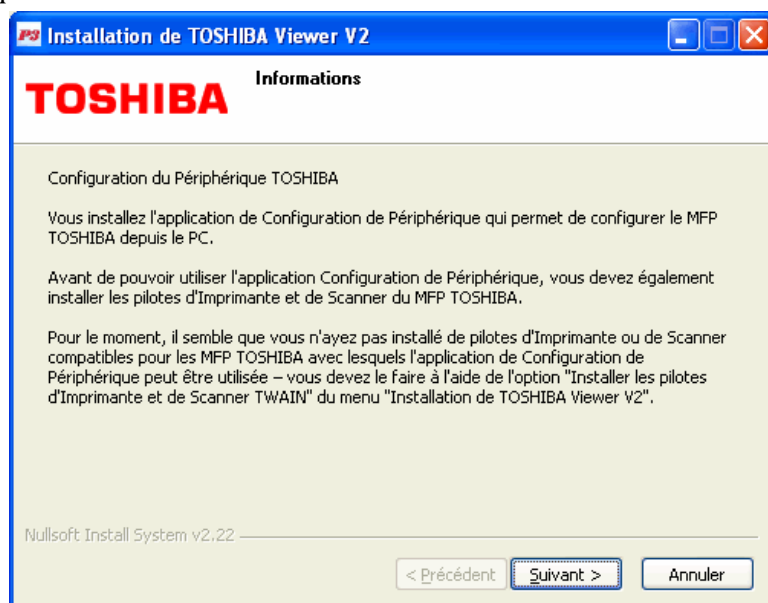 P3 Installation de TOSHIBA Viewer V2
Informations
TOSHIBA
Configuration du Périphérique TOSHIBA
Vous installez l'application de Configuration de Périphérique qui permet de configurer le MFP
TOSHIBA depuis le PC.
Avant de pouvoir utiliser l'application Configuration de Périphérique, vous devez également
installer les pilotes d'Imprimante et de Scanner du MFP TOSHIBA.
Pour le moment, il semble que vous n'ayez pas installé de pilotes d'Imprimante ou de Scanner
compatibles pour les MFP TOSHIBA avec lesquels l'application de Configuration de
Périphérique peut être utilisée – vous devez le faire à l'aide de l'option "Installer les pilotes
d'Imprimante et de Scanner TWAIN" du menu "Installation de TOSHIBA Viewer V2".
Nullsoft Install System v2.22
< Précédent Suivant > Annuler